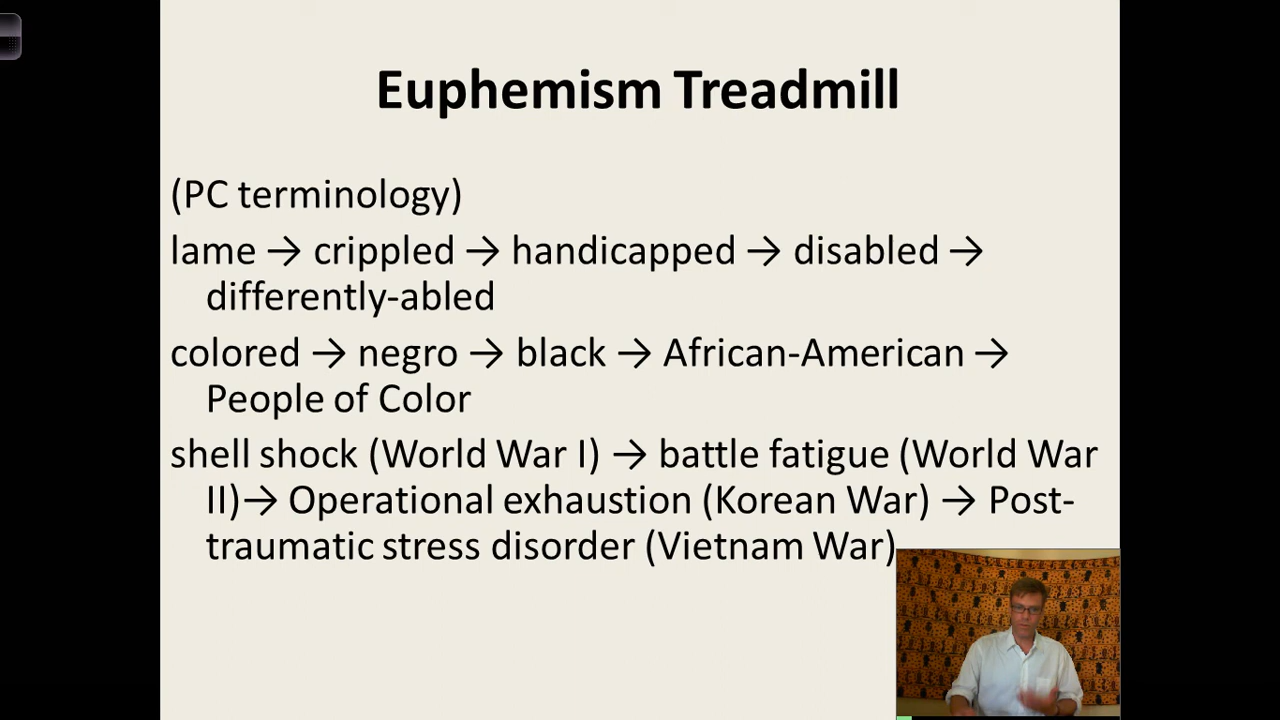 Euphemism Treadmill
(PC terminology)
lame → crippled → handicapped → disabled →
differently-abled
colored → negro → black → African-American →
People of Color
shell shock (World War I) → battle fatigue (World War
II)→ Operational exhaustion (Korean War) → Post-
traumatic stress disorder (Vietnam War)